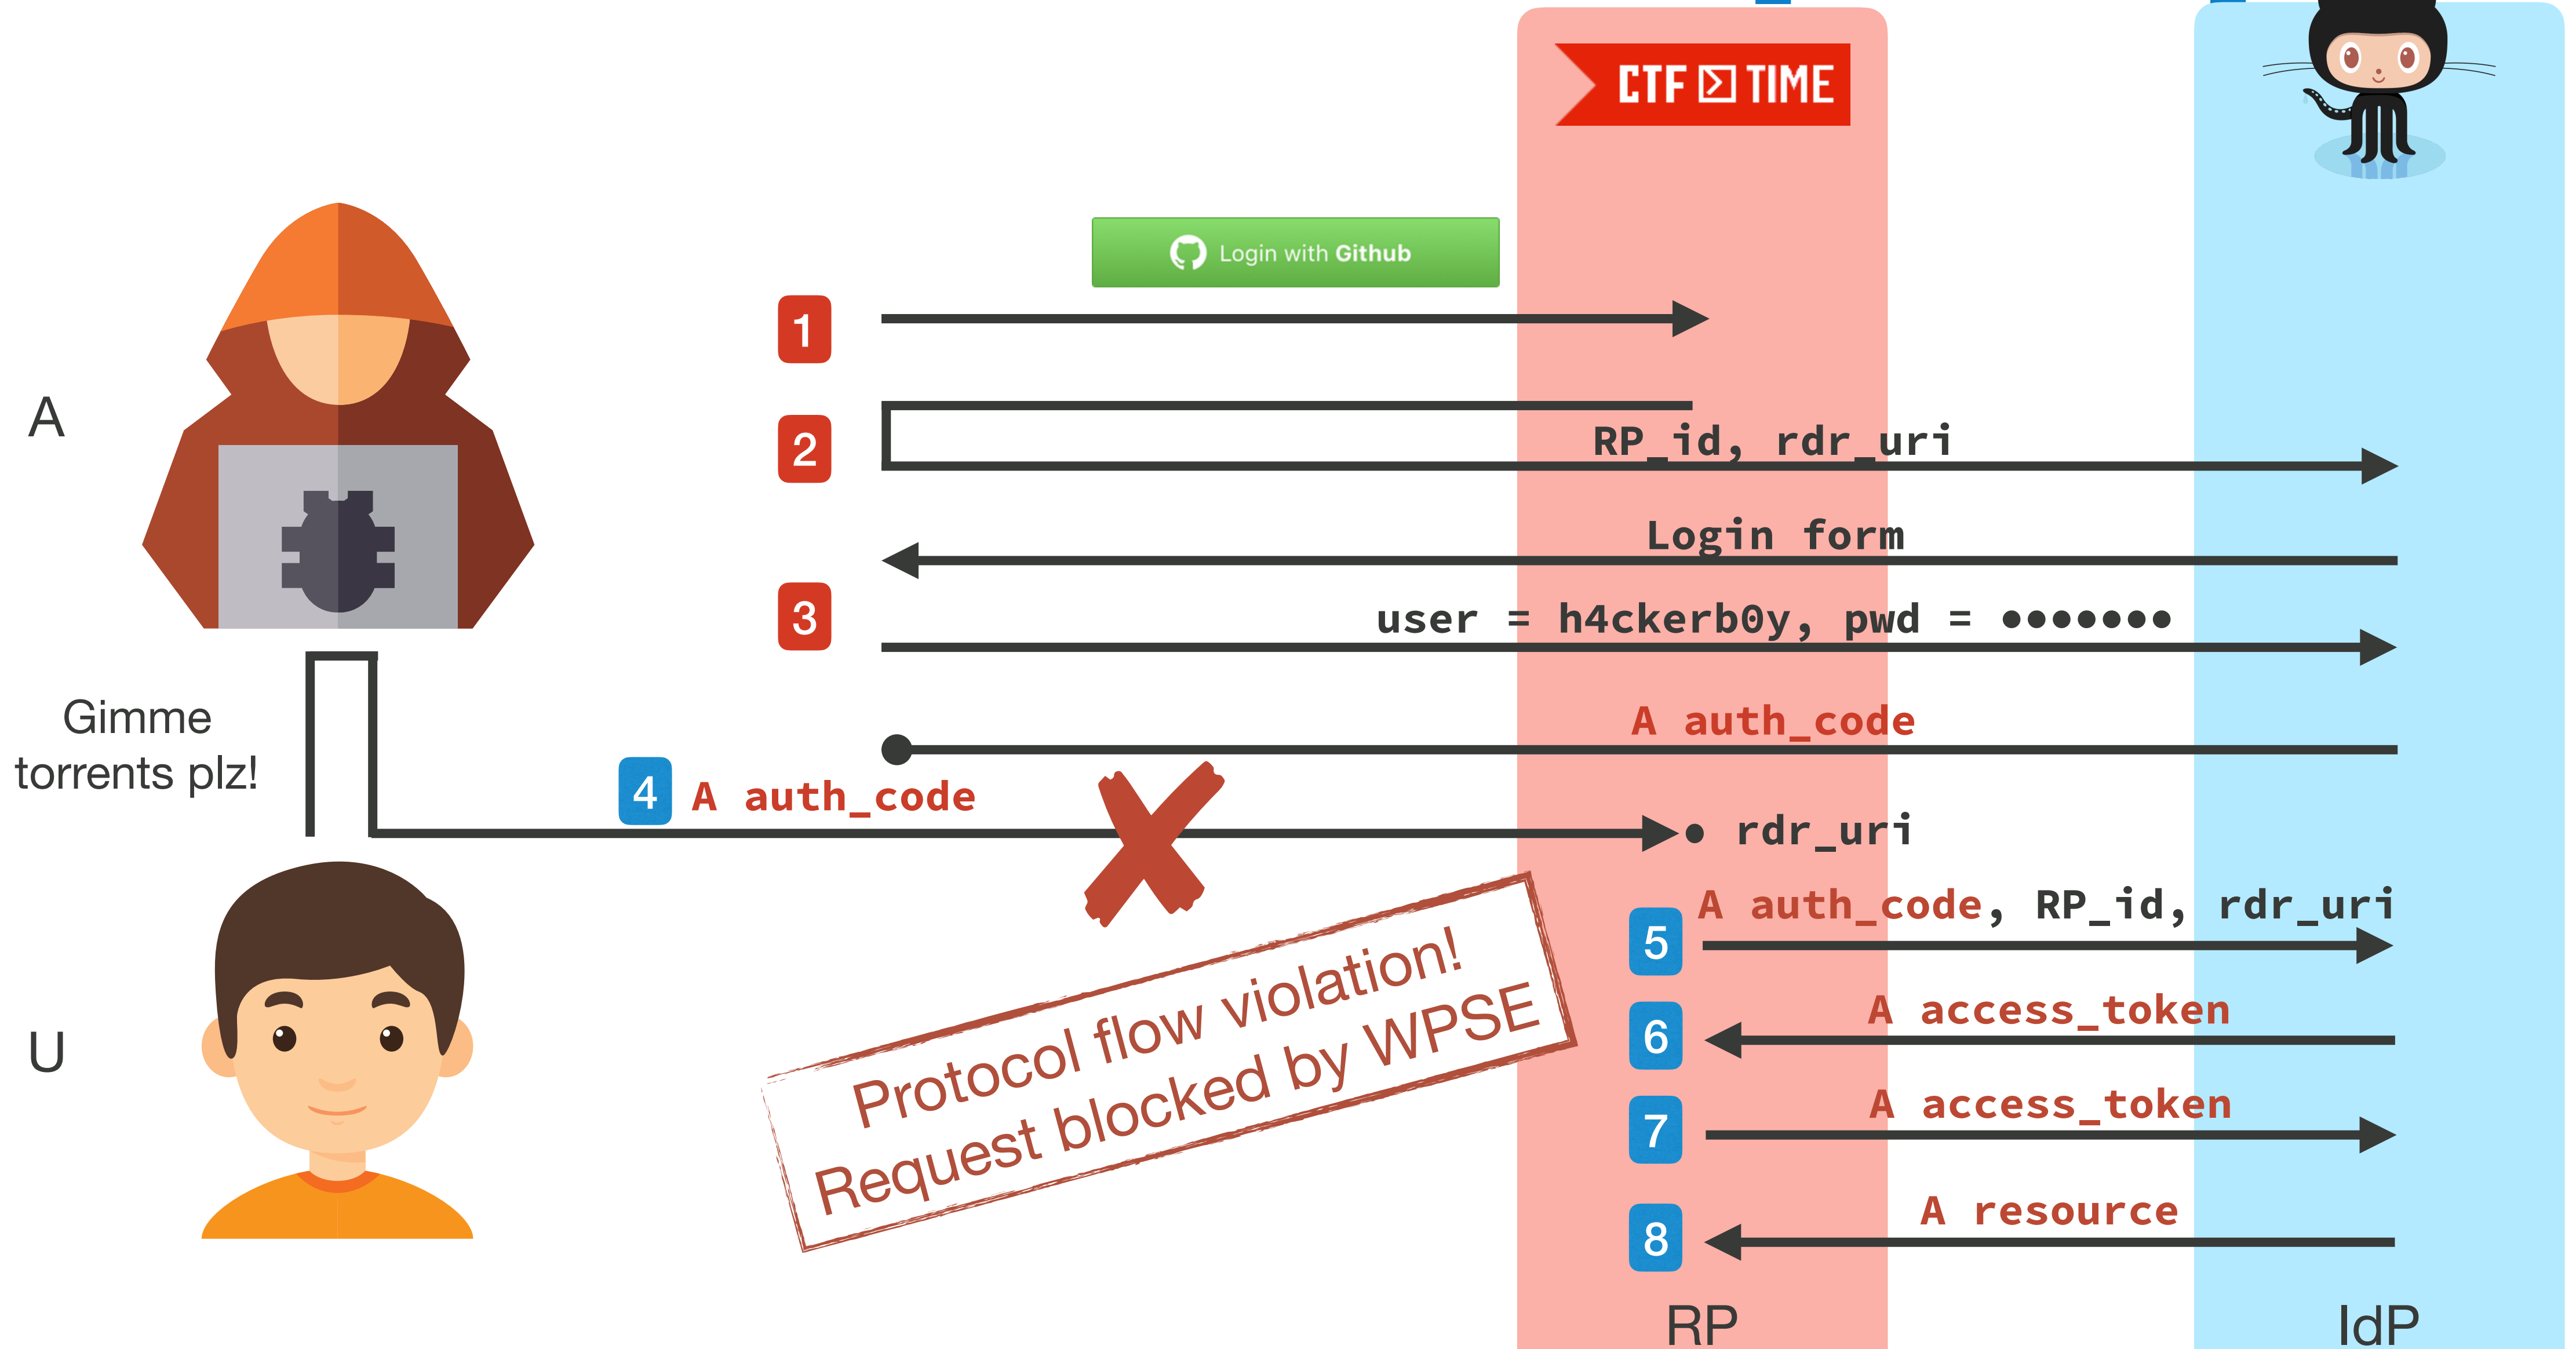 CTF TIME
Login with Github
1
A
2
RP_id, rdr_uri
Login form
3
user = h4ckerb0y, pwd = •••••••
Gimme
torrents plz!
A auth_code
4 A auth_code
• rdr_uri
A auth_code, RP_id, rdr_uri
5
Protocol flow violation!
Request blocked by WPSE
A access_token
6
U
A access_token
7
A resource
8
RP
IdP